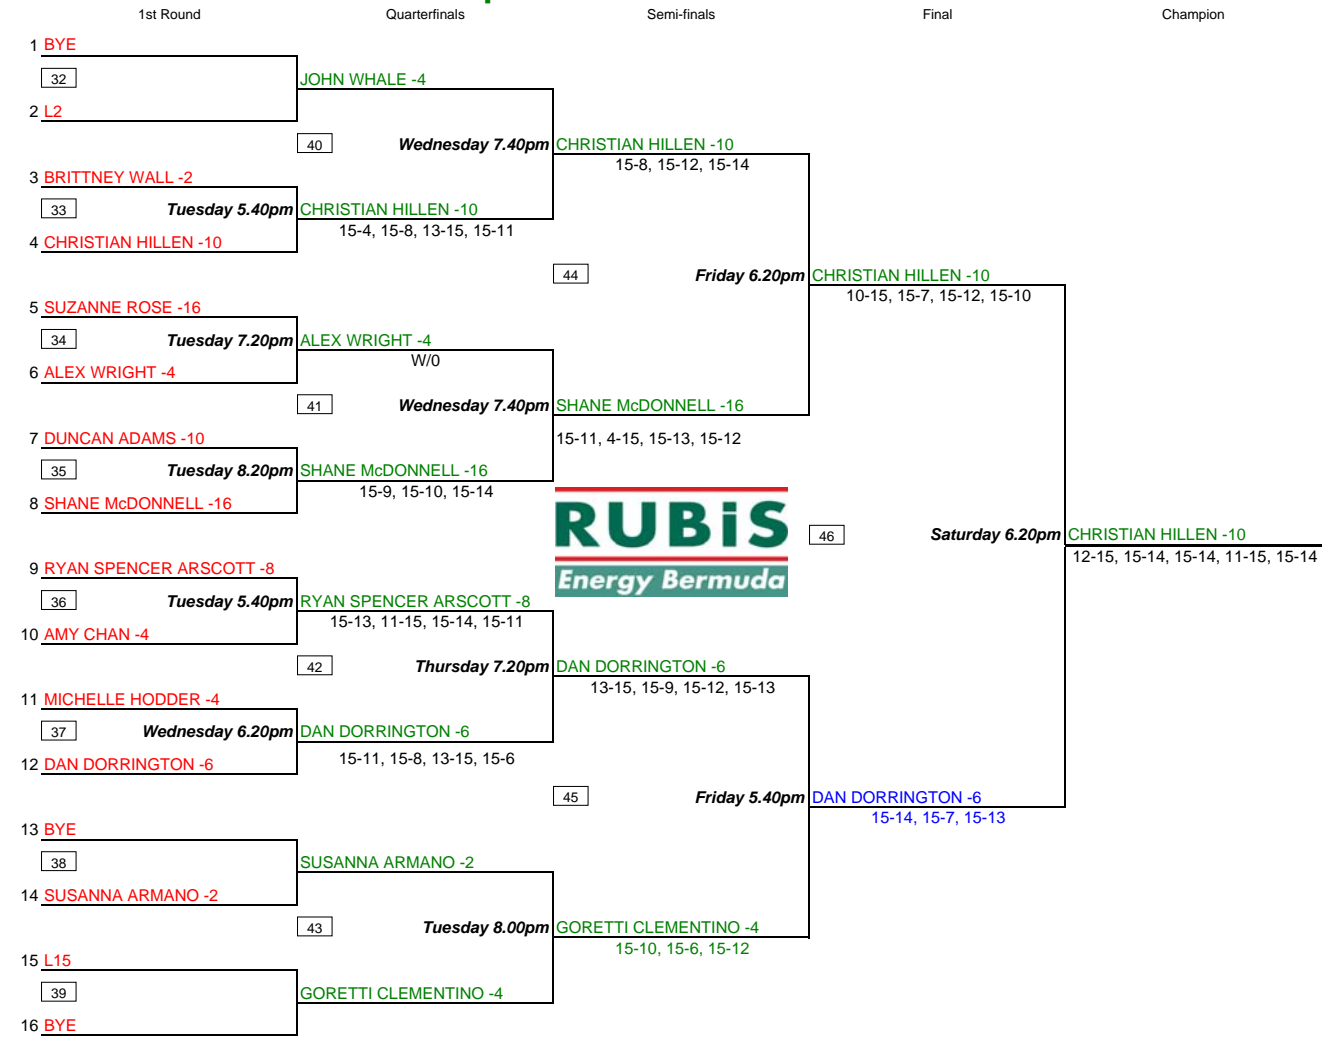 1st Round Quarterfinals Semi-finals Final Champion
1 BYE
32 JOHN WHALE -4
2 L2
40 Wednesday 7.40pm CHRISTIAN HILLEN -10
15-8, 15-12, 15-14
3 BRITTNEY WALL -2
33 Tuesday 5.40pm CHRISTIAN HILLEN -10
15-4, 15-8, 13-15, 15-11
4 CHRISTIAN HILLEN -10
44 Friday 6.20pm CHRISTIAN HILLEN -10
10-15, 15-7, 15-12, 15-10
5 SUZANNE ROSE -16
34 Tuesday 7.20pm ALEX WRIGHT -4
W/0
6 ALEX WRIGHT -4
41 Wednesday 7.40pm SHANE McDONNELL -16
7 DUNCAN ADAMS -10 15-11, 4-15, 15-13, 15-12
35 Tuesday 8.20pm SHANE McDONNELL -16
15-9, 15-10, 15-14
8 SHANE McDONNELL -16
RUBiS
46 Saturday 6.20pm CHRISTIAN HILLEN -10
12-15, 15-14, 15-14, 11-15, 15-14
9 RYAN SPENCER ARSCOTT -8
Energy Bermuda
36 Tuesday 5.40pm RYAN SPENCER ARSCOTT -8
15-13, 11-15, 15-14, 15-11
10 AMY CHAN -4
42 Thursday 7.20pm DAN DORRINGTON -6
13-15, 15-9, 15-12, 15-13
11 MICHELLE HODDER -4
37 Wednesday 6.20pm DAN DORRINGTON -6
15-11, 15-8, 13-15, 15-6
12 DAN DORRINGTON -6
45 Friday 5.40pm DAN DORRINGTON -6
15-14, 15-7, 15-13
13 BYE
38 SUSANNA ARMANO -2
14 SUSANNA ARMANO -2
43 Tuesday 8.00pm GORETTI CLEMENTINO -4
15-10, 15-6, 15-12
15 L15
39 GORETTI CLEMENTINO -4
16 BYE